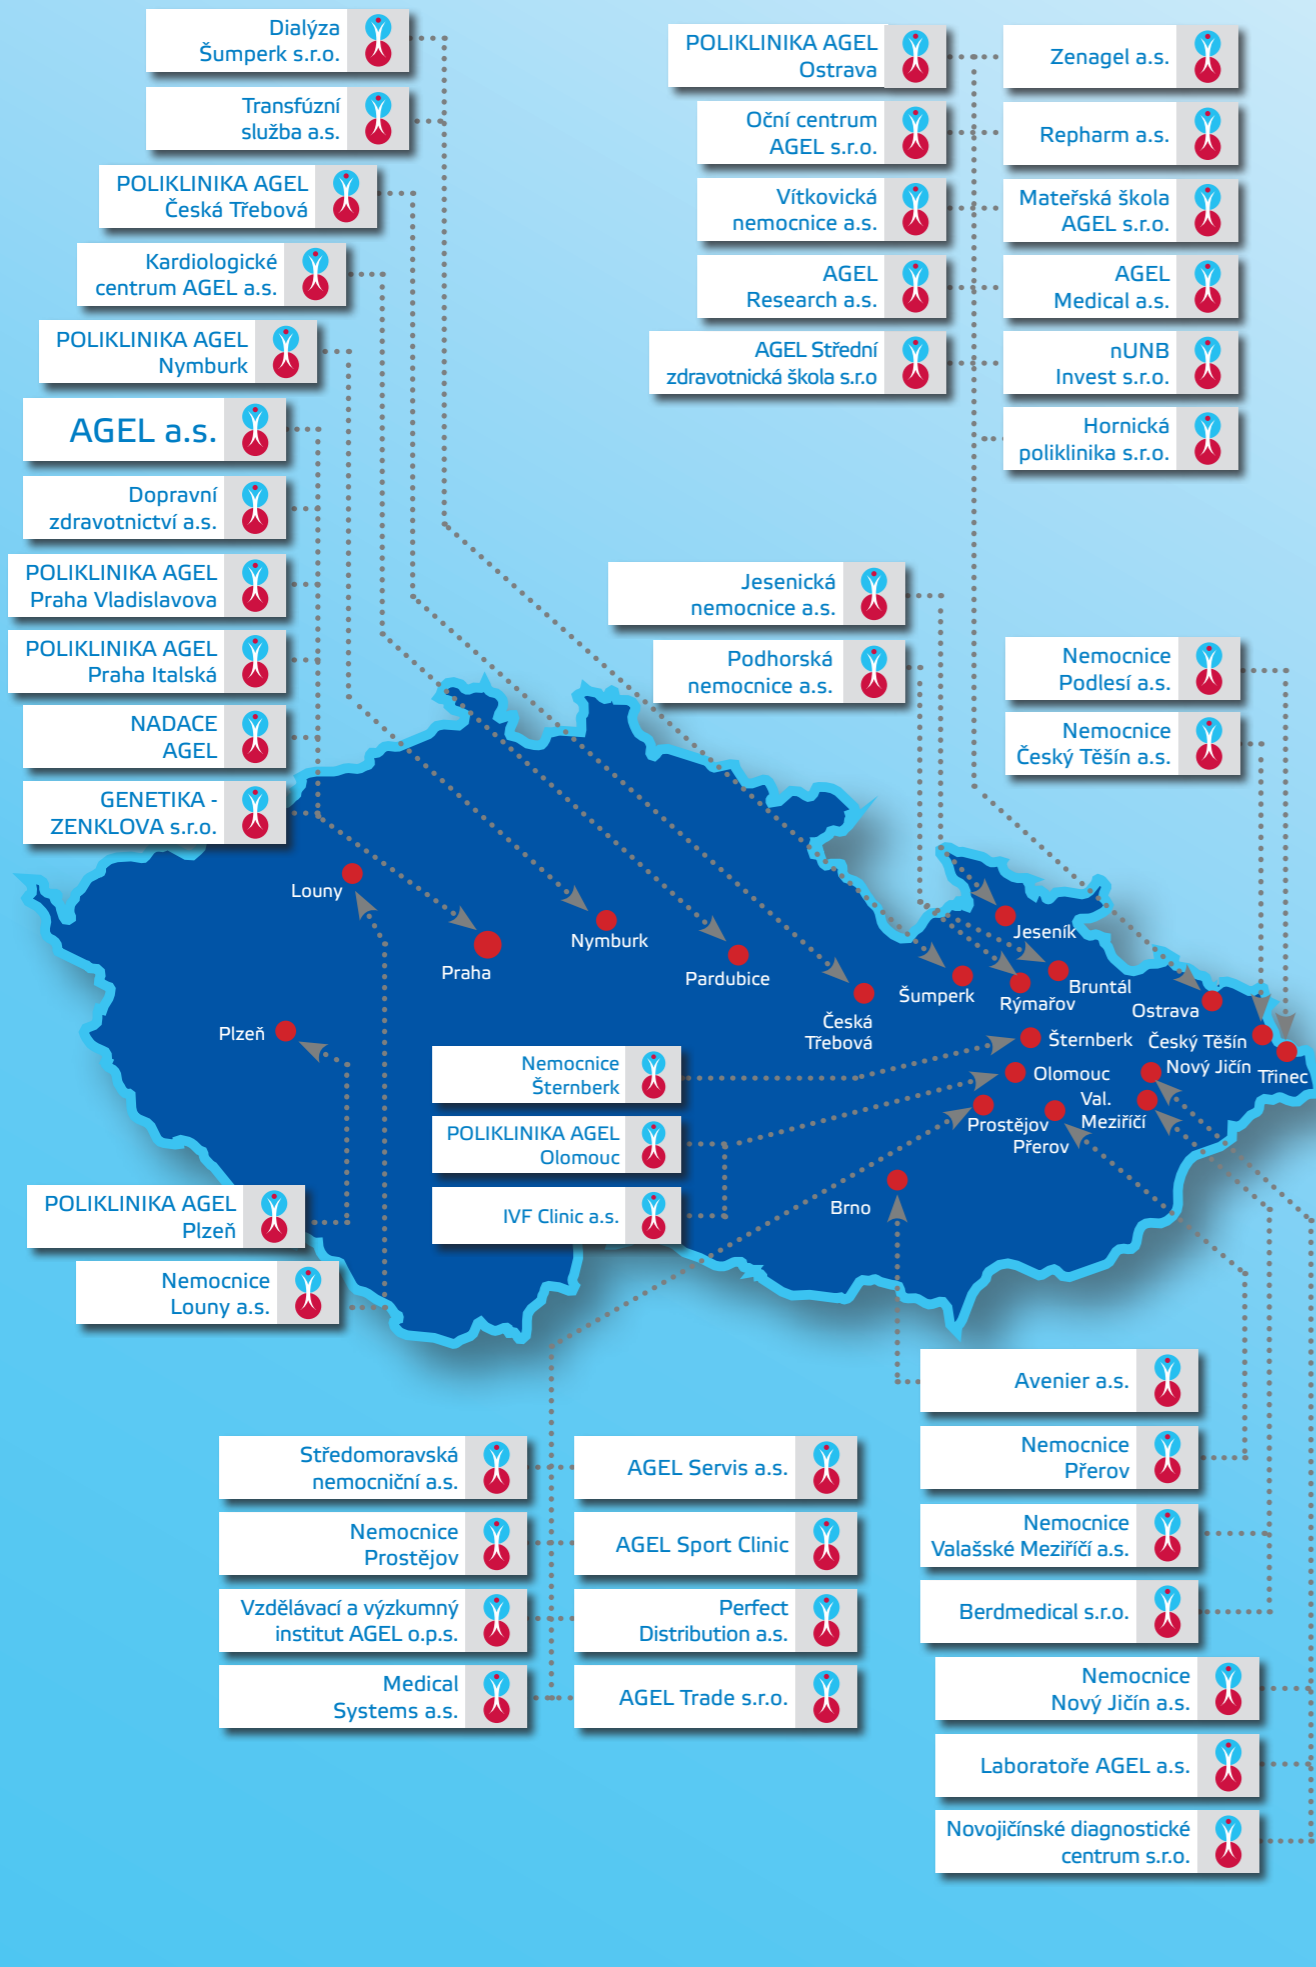 Dialýza
Šumperk s.r.o.
Transfúzní
služba a.s.
POLIKLINIKA AGEL
Česká Třebová
Kardiologické
centrum AGEL a.s.
POLIKLINIKA AGEL
Nymburk
AGEL a.s.
Dopravní
zdravotnictví a.s.
POLIKLINIKA AGEL
Praha Vladislavova
POLIKLINIKA AGEL
Praha Italská
NADACE
AGEL
GENETIKA -
ZENKLOVA s.r.o.
POLIKLINIKA AGEL
Ostrava
Oční centrum
AGEL s.r.o.
Vítkovická
nemocnice a.s.
AGEL
Research a.s.
AGEL Střední
zdravotnická škola s.r.o
Zenagel a.s.
Repharm a.s.
Mateřská škola
AGEL s.r.o.
AGEL
Medical a.s.
nUNB
Invest s.r.o.
Hornická
poliklinika s.r.o.
Jesenická
nemocnice a.s.
Podhorská
nemocnice a.s.
Nemocnice
Podlesí a.s.
Nemocnice
Český Těšín a.s.
Louny
Praha
Nymburk
Pardubice
Česká
Třebová
Šumperk
Jeseník
Rýmařov
Bruntál
Ostrava
Plzeň
Šternberk
Český Těšín
Olomouc
Nový Jičín
Třinec
Val.
Meziříčí
Prostějov
Přerov
Brno
Nemocnice
Šternberk
POLIKLINIKA AGEL
Olomouc
IVF Clinic a.s.
POLIKLINIKA AGEL
Plzeň
Nemocnice
Louny a.s.
Středomoravská
nemocniční a.s.
Nemocnice
Prostějov
Vzdělávací a výzkumný
institut AGEL o.p.s.
Medical
Systems a.s.
AGEL Servis a.s.
AGEL Sport Clinic
Perfect
Distribution a.s.
AGEL Trade s.r.o.
Avenier a.s.
Nemocnice
Přerov
Nemocnice
Valašské Meziříčí a.s.
Berdmedical s.r.o.
Nemocnice
Nový Jičín a.s.
Laboratoře AGEL a.s.
Novojičínské diagnostické
centrum s.r.o.